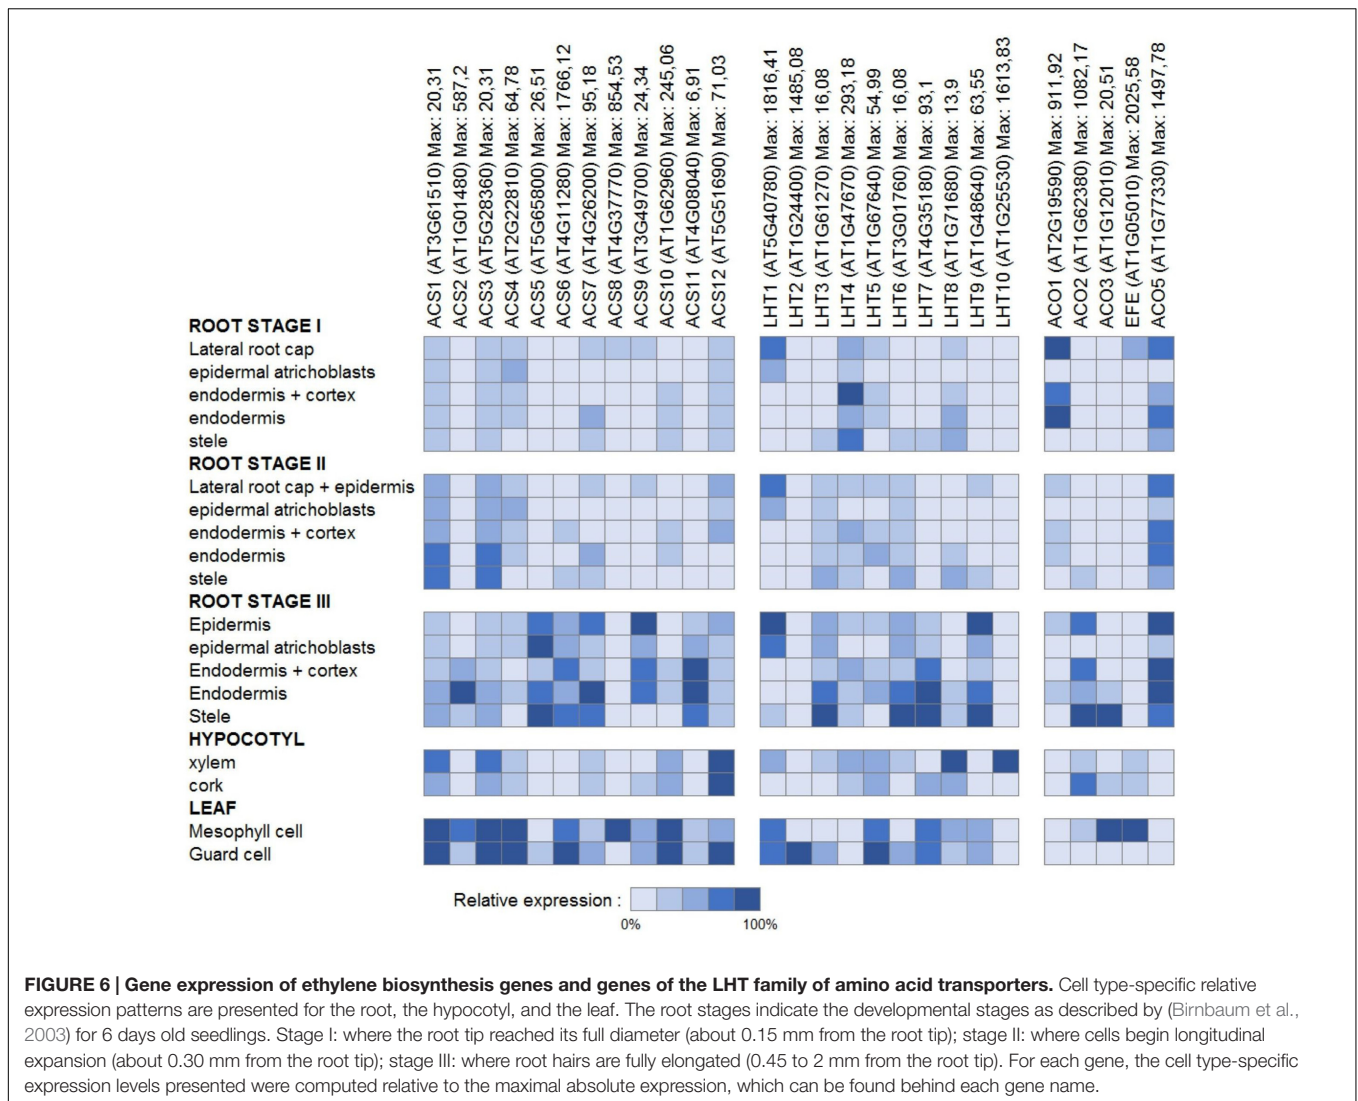 ACS1 (AT3G61510) Max: 20,31
ACS2 (AT1G01480) Max: 587,2
ACS3 (AT5G28360) Max: 20,31
ACS4 (AT2G22810) Max: 64,78
ACS5 (AT5G65800) Max: 26,51
ACS6 (AT4G11280) Max: 1766,12
ACS7 (AT4G26200) Max: 95,18
ACS8 (AT4G37770) Max: 854,53
ACS9 (AT3G49700) Max: 24,34
ACS10 (AT1G62960) Max: 245,06
ACS11 (AT4G08040) Max: 6,91
ACS12 (AT5G51690) Max: 71,03
LHT1 (AT5G40780) Max: 1816,41
LHT2 (AT1G24400) Max: 1485,08
LHT3 (AT1G61270) Max: 16,08
LHT4 (AT1G47670) Max: 293,18
LHT5 (AT1G67640) Max: 54,99
LHT6 (AT3G01760) Max: 16,08
LHT7 (AT4G35180) Max: 93,1
LHT8 (AT1G71680) Max: 13,9
LHT9 (AT1G48640) Max: 63,55
LHT10 (AT1G25530) Max: 1613,83
ACO1 (AT2G19590) Max: 911,92
ACO2 (AT1G62380) Max: 1082,17
ACO3 (AT1G12010) Max: 20,51
EFE (AT1G05010) Max: 2025,58
ACO5 (AT1G77330) Max: 1497,78
ROOT STAGE I
Lateral root cap
epidermal atrichoblasts
endodermis + cortex
endodermis
stele
ROOT STAGE II
Lateral root cap + epidermis
epidermal atrichoblasts
endodermis + cortex
endodermis
stele
ROOT STAGE III
Epidermis
epidermal atrichoblasts
Endodermis + cortex
Endodermis
Stele
HYPOCOTYL
xylem
cork
LEAF
Mesophyll cell
Guard cell
Relative expression :
0% 100%
FIGURE 6 | Gene expression of ethylene biosynthesis genes and genes of the LHT family of amino acid transporters. Cell type-specific relative
expression patterns are presented for the root, the hypocotyl, and the leaf. The root stages indicate the developmental stages as described by (Birnbaum et al.,
2003) for 6 days old seedlings. Stage I: where the root tip reached its full diameter (about 0.15 mm from the root tip); stage II: where cells begin longitudinal
expansion (about 0.30 mm from the root tip); stage III: where root hairs are fully elongated (0.45 to 2 mm from the root tip). For each gene, the cell type-specific
expression levels presented were computed relative to the maximal absolute expression, which can be found behind each gene name.